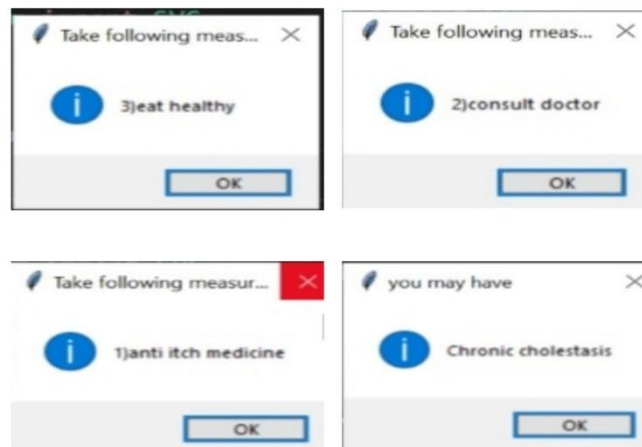 Take following meas...
3)eat healthy
OK
Take following meas...
2)consult doctor
OK
Take following measur...
1)anti itch medicine
OK
you may have
Chronic cholestasis
OK